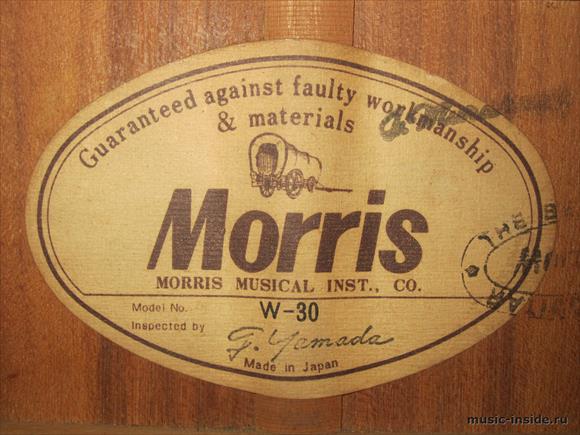 Guaranteed against faulty workmanship
& materials
Morris
MORRIS MUSICAL INST., CO.
Model No. W-30
Inspected by F. Yamada
Made in Japan
THE
music-inside.ru